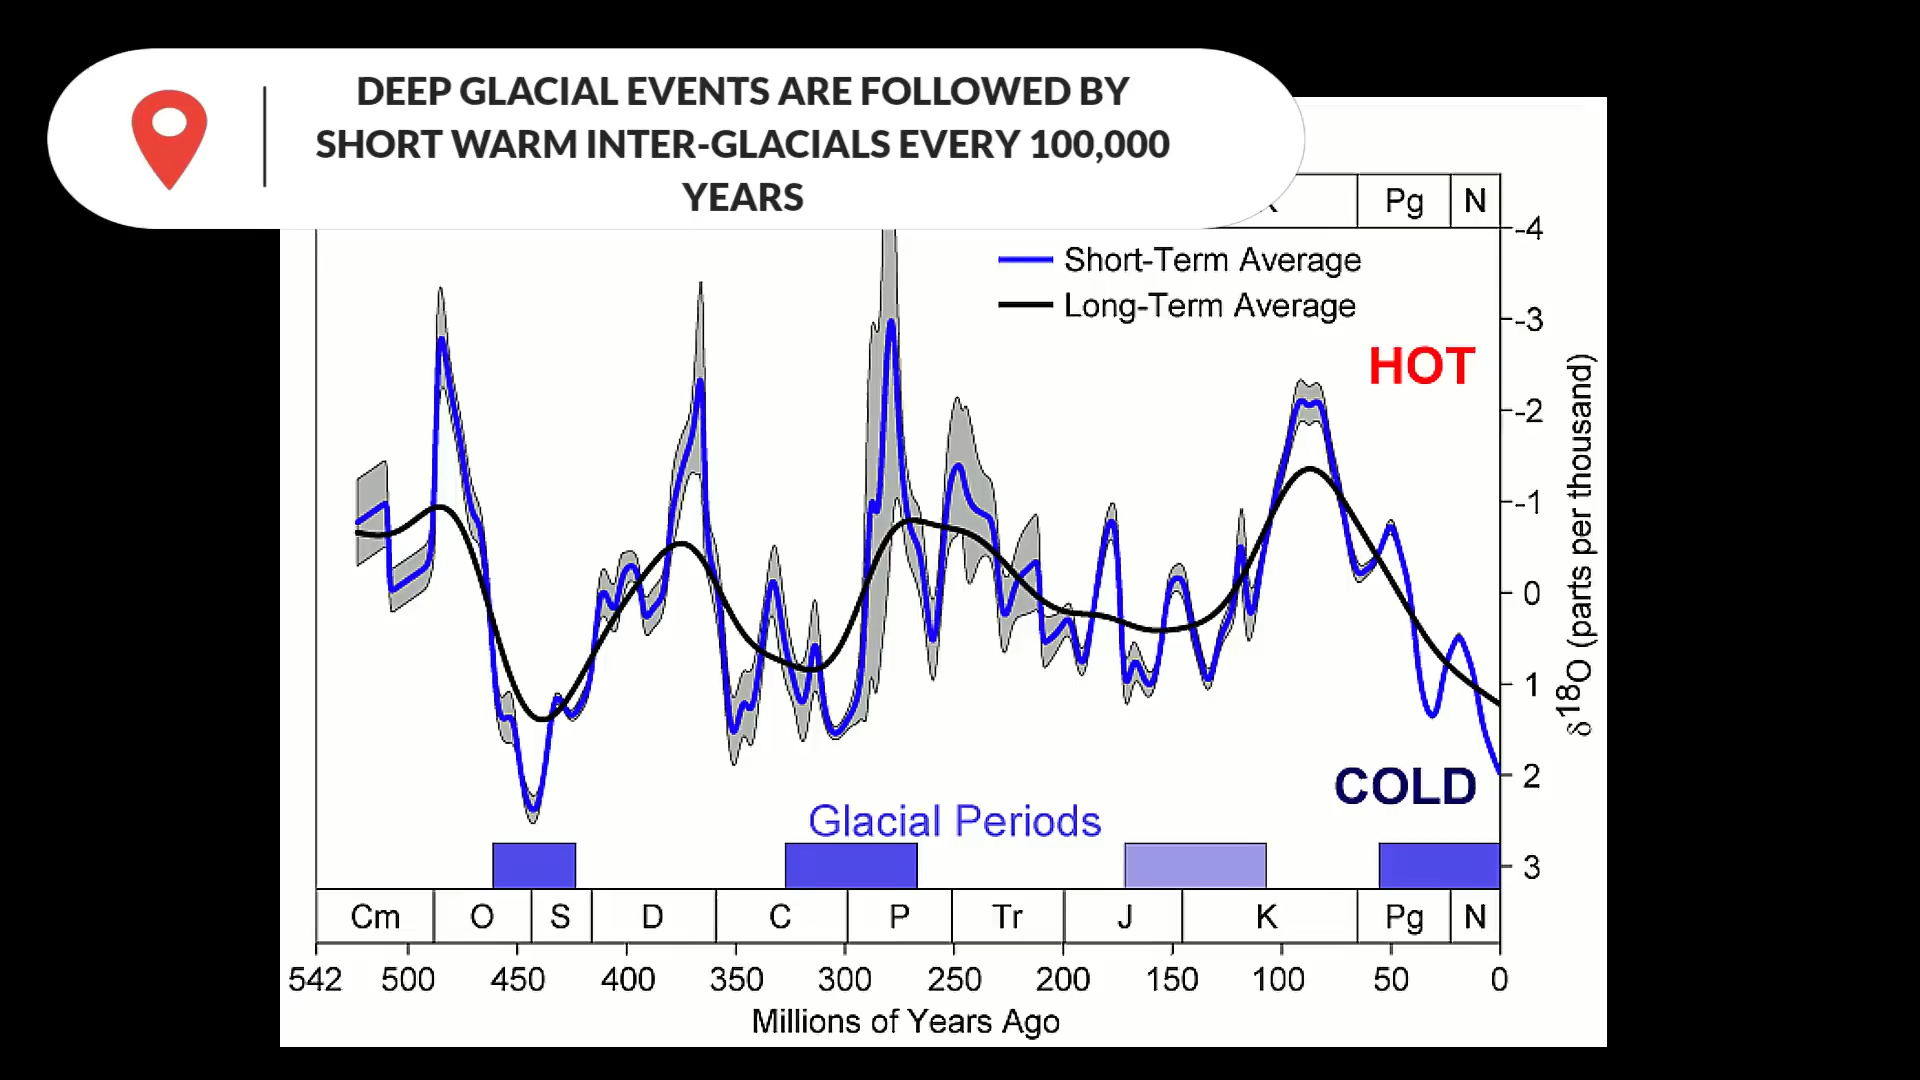 DEEP GLACIAL EVENTS ARE FOLLOWED BY
SHORT WARM INTER-GLACIALS EVERY 100,000
YEARS
Pg N
Short-Term Average
Long-Term Average
HOT
COLD
Glacial Periods
-4
-3
-2
-1
0
1
2
3
δ18O (parts per thousand)
Cm O S D C P Tr J K Pg N
542 500 450 400 350 300 250 200 150 100 50 0
Millions of Years Ago